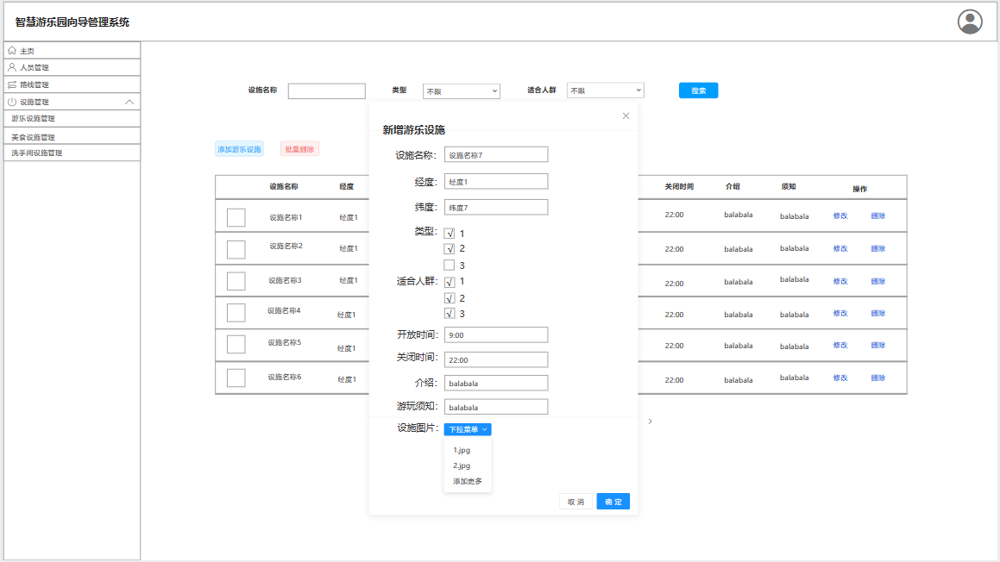 智慧游乐园向导管理系统
主页
人员管理
路线管理
设施管理
游乐设施管理
美食设施管理
洗手间设施管理
设施名称
类型 不限
适合人群 不限
搜索
添加游乐设施 批量删除
设施名称 经度 关闭时间 介绍 须知 操作
设施名称1 经度1 22:00 balabala balabala 修改 删除
设施名称2 经度1 22:00 balabala balabala 修改 删除
设施名称3 经度1 22:00 balabala balabala 修改 删除
设施名称4 经度1 22:00 balabala balabala 修改 删除
设施名称5 经度1 22:00 balabala balabala 修改 删除
设施名称6 经度1 22:00 balabala balabala 修改 删除
新增游乐设施
设施名称: 设施名称7
经度: 经度1
纬度: 纬度7
类型: √ 1
√ 2
3
适合人群: √ 1
√ 2
√ 3
开放时间: 9:00
关闭时间: 22:00
介绍: balabala
游玩须知: balabala
设施图片: 下拉菜单
1.jpg
2.jpg
添加更多
取 消 确 定